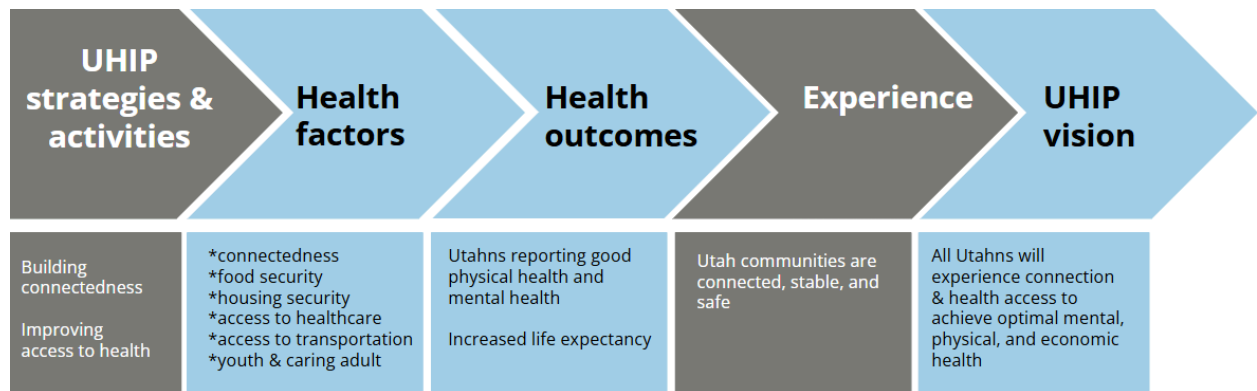 UHIP
strategies &
activities
Health
factors
Health
outcomes
Experience
UHIP
vision
Building
connectedness
Improving
access to health
*connectedness
*food security
*housing security
*access to healthcare
*access to transportation
*youth & caring adult
Utahns reporting good
physical health and
mental health
Increased life expectancy
Utah communities are
connected, stable, and
safe
All Utahns will
experience connection
& health access to
achieve optimal mental,
physical, and economic
health